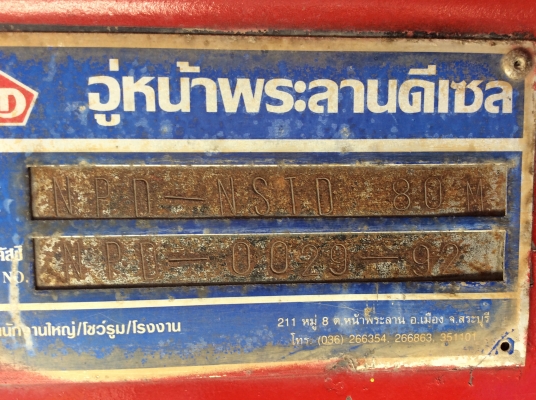 D อู่หน้าพระลานดีเซล
NPD-NSTD 80M
NPD-0029-92
NO.
นักงานใหญ่/โชว์รูม/โรงงาน
211 หมู่ 8 ต.หน้าพระลาน อ.เมือง จ.สระบุรี
โทร. (036) 266354, 266863, 351101